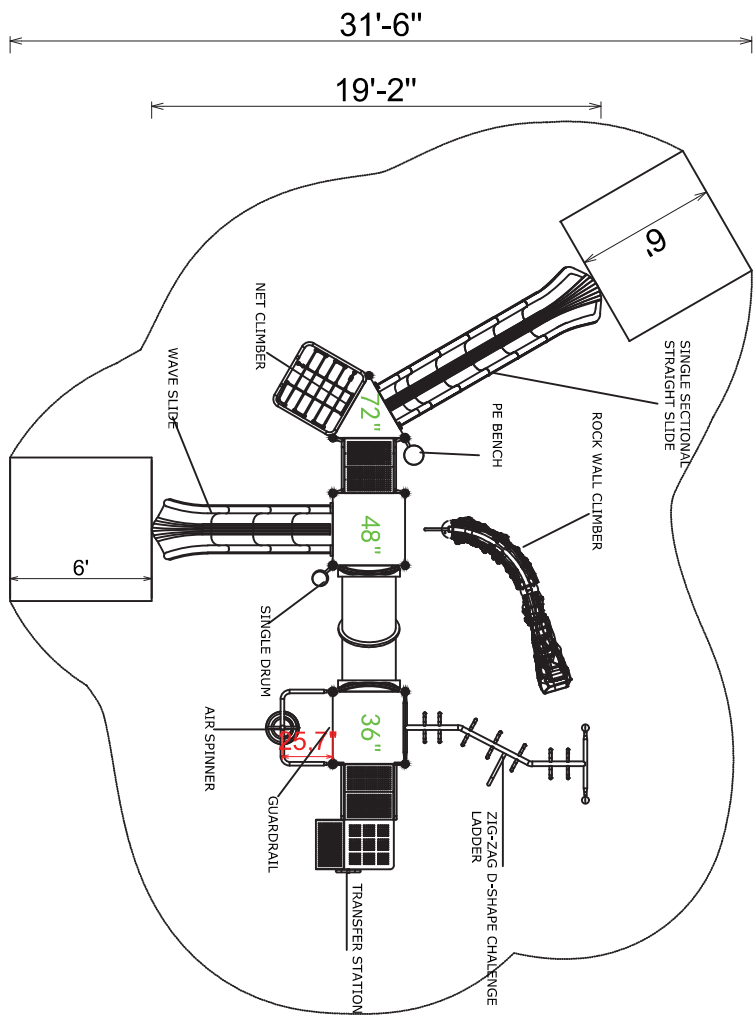 31'-6"
19'-2"
6'
NET CLIMBER
WAVE SLIDE
SINGLE SECTIONAL
STRAIGHT SLIDE
72"
PE BENCH
ROCK WALL CLIMBER
48"
6'
SINGLE DRUM
AIR SPINNER
36"
25.7"
GUARDRAIL
ZIG-ZAG D-SHAPE CHALENGE
LADDER
TRANSFER STATION